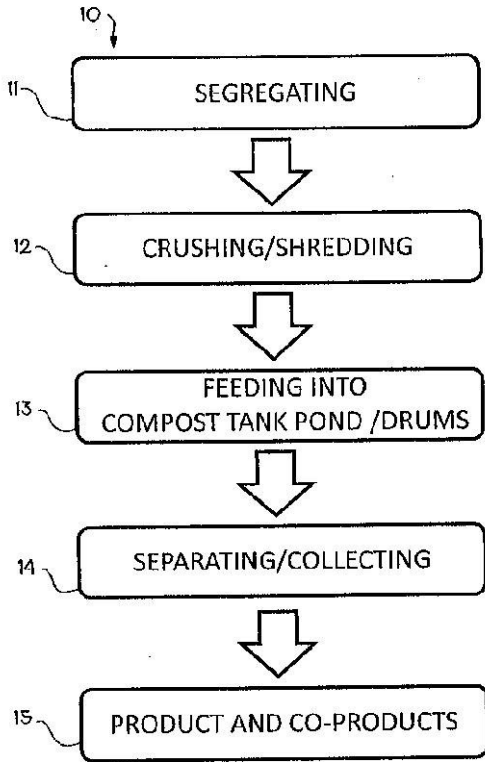 10
11
SEGREGATING
12
CRUSHING/SHREDDING
13
FEEDING INTO
COMPOST TANK POND /DRUMS
14
SEPARATING/COLLECTING
15
PRODUCT AND CO-PRODUCTS